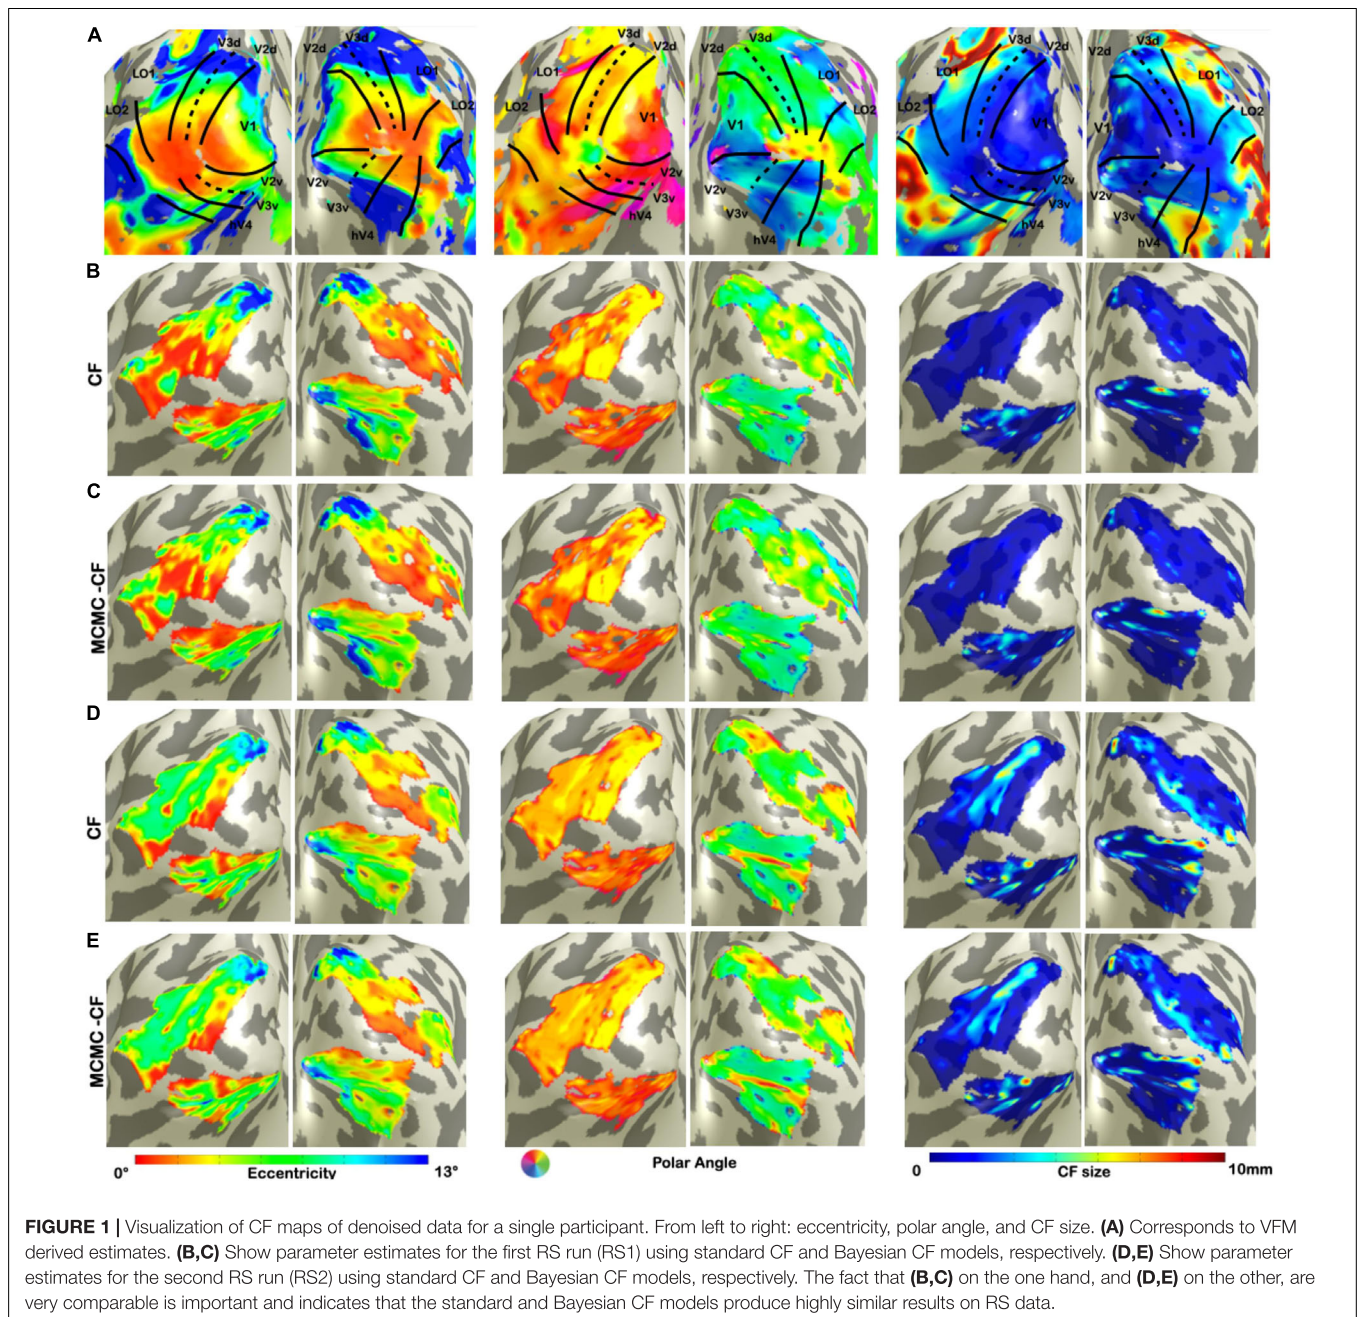 A
V3d
V2d
LO1
LO2
V1
V2v
V3v
hV4
V3d
V2d
LO1
LO2
V2v
V3v
hV4
V3d
V2d
LO1
LO2
V1
V2v
V3v
hV4
V3d
V2d
LO1
LO2
V1
V2v
V3v
hV4
V3d
V2d
LO1
LO2
V1
V2v
V3v
hV4
V3d
V2d
LO1
LO2
V1
V2v
V3v
hV4
B
CF
C
MCMC -CF
D
CF
E
MCMC -CF
0° Eccentricity 13°
Polar Angle
0 CF size 10mm
FIGURE 1 | Visualization of CF maps of denoised data for a single participant. From left to right: eccentricity, polar angle, and CF size. (A) Corresponds to VFM
derived estimates. (B,C) Show parameter estimates for the first RS run (RS1) using standard CF and Bayesian CF models, respectively. (D,E) Show parameter
estimates for the second RS run (RS2) using standard CF and Bayesian CF models, respectively. The fact that (B,C) on the one hand, and (D,E) on the other, are
very comparable is important and indicates that the standard and Bayesian CF models produce highly similar results on RS data.